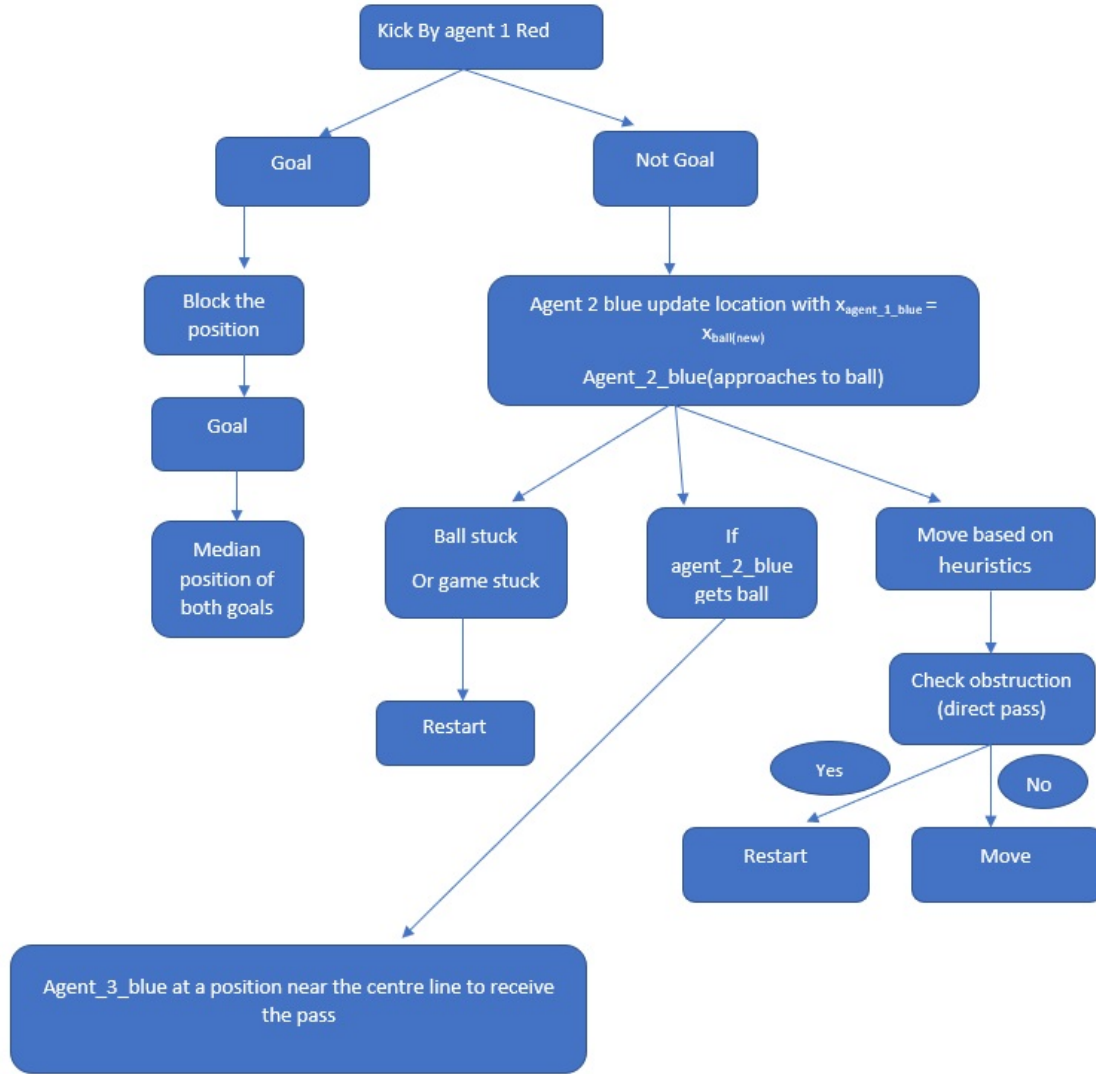 Kick By agent 1 Red
Goal
Not Goal
Block the
position
Agent 2 blue update location with xagent_1_blue =
xball(new)
Agent_2_blue(approaches to ball)
Goal
Median
position of
both goals
Ball stuck
Or game stuck
If
agent_2_blue
gets ball
Move based on
heuristics
Restart
Check obstruction
(direct pass)
Yes
No
Restart
Move
Agent_3_blue at a position near the centre line to receive
the pass